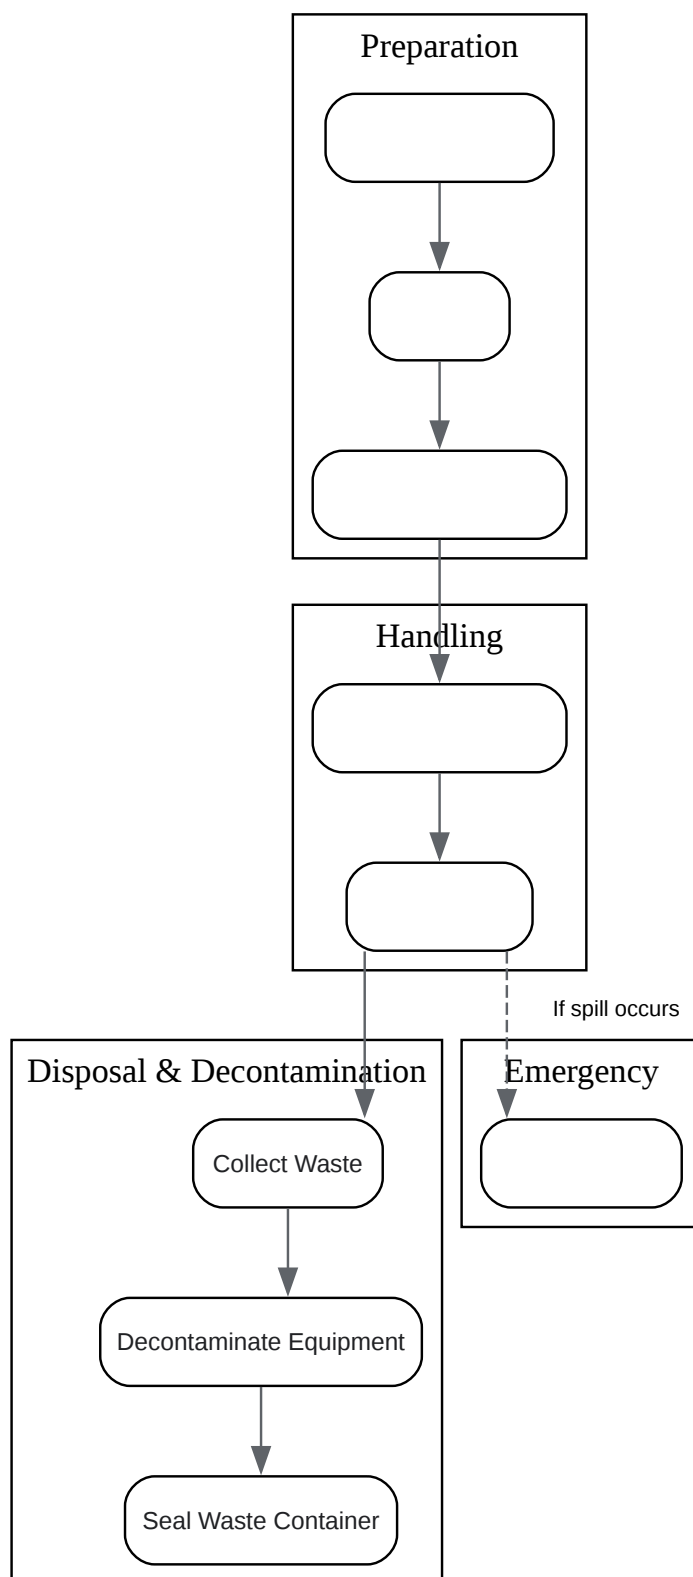 Preparation
Handling
If spill occurs
Disposal & Decontamination
Emergency
Collect Waste
Decontaminate Equipment
Seal Waste Container